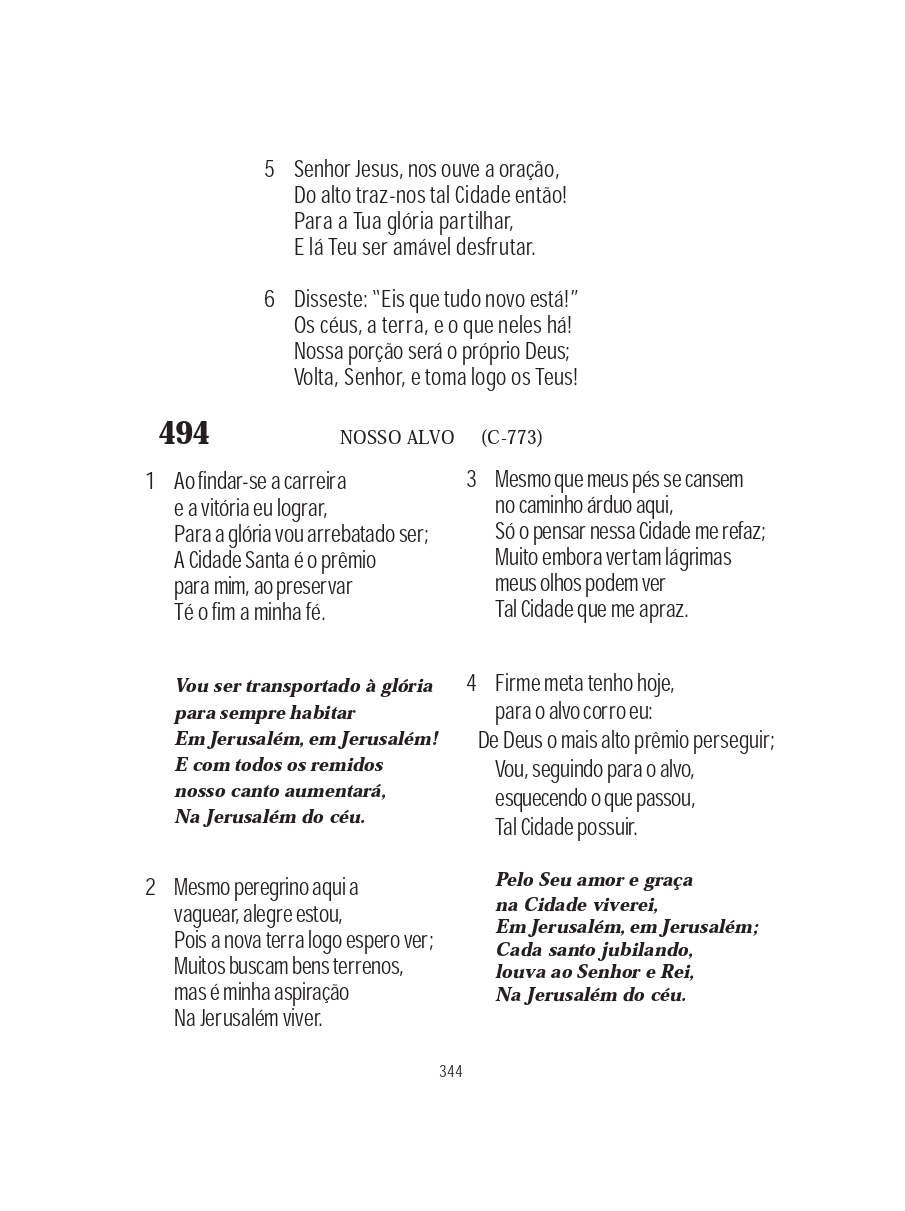 5 Senhor Jesus, nos ouve a oração,
Do alto traz-nos tal Cidade então!
Para a Tua glória partilhar,
E lá Teu ser amável desfrutar.
6 Disseste: “Eis que tudo novo está!”
Os céus, a terra, e o que neles há!
Nossa porção será o próprio Deus;
Volta, Senhor, e toma logo os Teus!
494 NOSSO ALVO (C-773)
1 Ao findar-se a carreira
e a vitória eu lograr,
Para a glória vou arrebatado ser;
A Cidade Santa é o prêmio
para mim, ao preservar
Té o fim a minha fé.
Vou ser transportado à glória
para sempre habitar
Em Jerusalém, em Jerusalém!
E com todos os remidos
nosso canto aumentará,
Na Jerusalém do céu.
2 Mesmo peregrino aqui a
vaguear, alegre estou,
Pois a nova terra logo espero ver;
Muitos buscam bens terrenos,
mas é minha aspiração
Na Jerusalém viver.
3 Mesmo que meus pés se cansem
no caminho árduo aqui,
Só o pensar nessa Cidade me refaz;
Muito embora vertam lágrimas
meus olhos podem ver
Tal Cidade que me apraz.
4 Firme meta tenho hoje,
para o alvo corro eu:
De Deus o mais alto prêmio perseguir;
Vou, seguindo para o alvo,
esquecendo o que passou,
Tal Cidade possuir.
Pelo Seu amor e graça
na Cidade viverei,
Em Jerusalém, em Jerusalém;
Cada santo jubilando,
louva ao Senhor e Rei,
Na Jerusalém do céu.
344